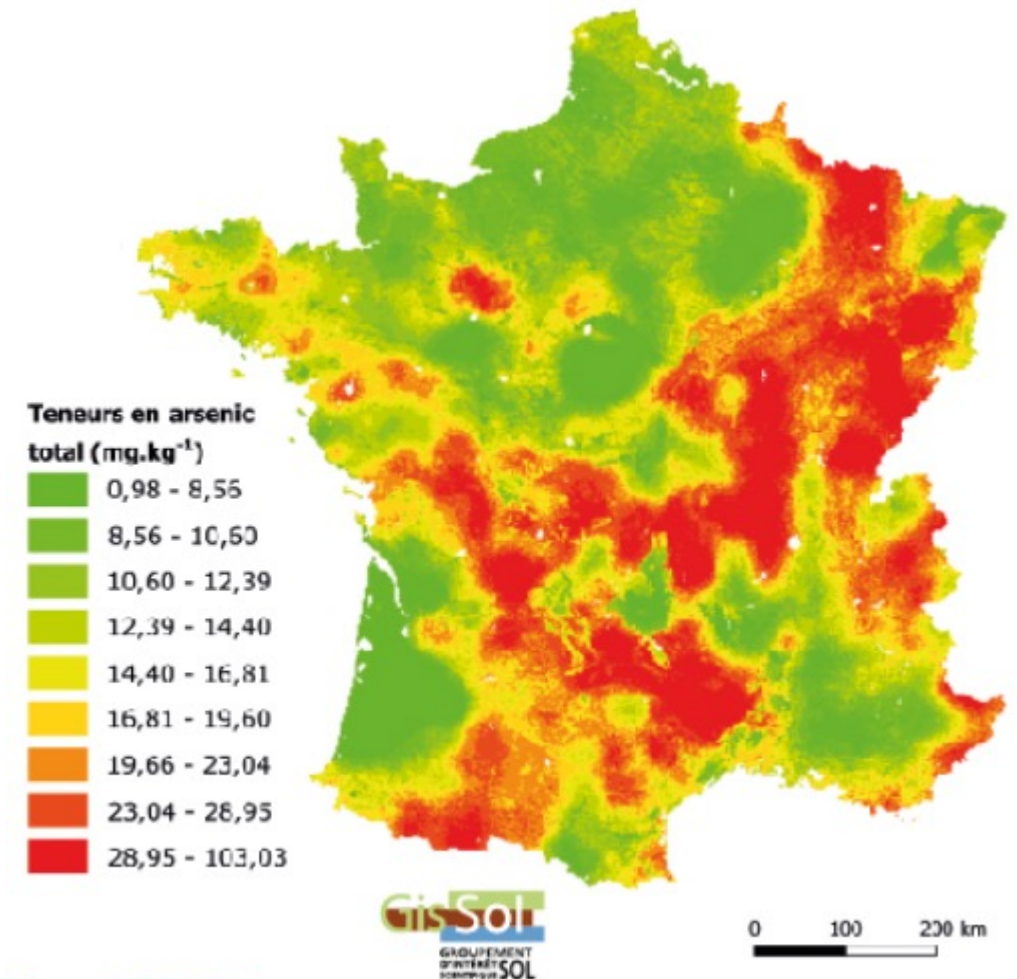 Teneurs en arsenic
total (mg.kg⁻¹)
0,98 - 8,56
8,56 - 10,60
10,60 - 12,39
12,39 - 14,40
14,40 - 16,81
16,81 - 19,60
19,66 - 23,04
23,04 - 28,95
28,95 - 103,03
GisSol
GROUPEMENT
D'INTÉRÊT
SCIENTIFIQUE SOL
0 100 200 km